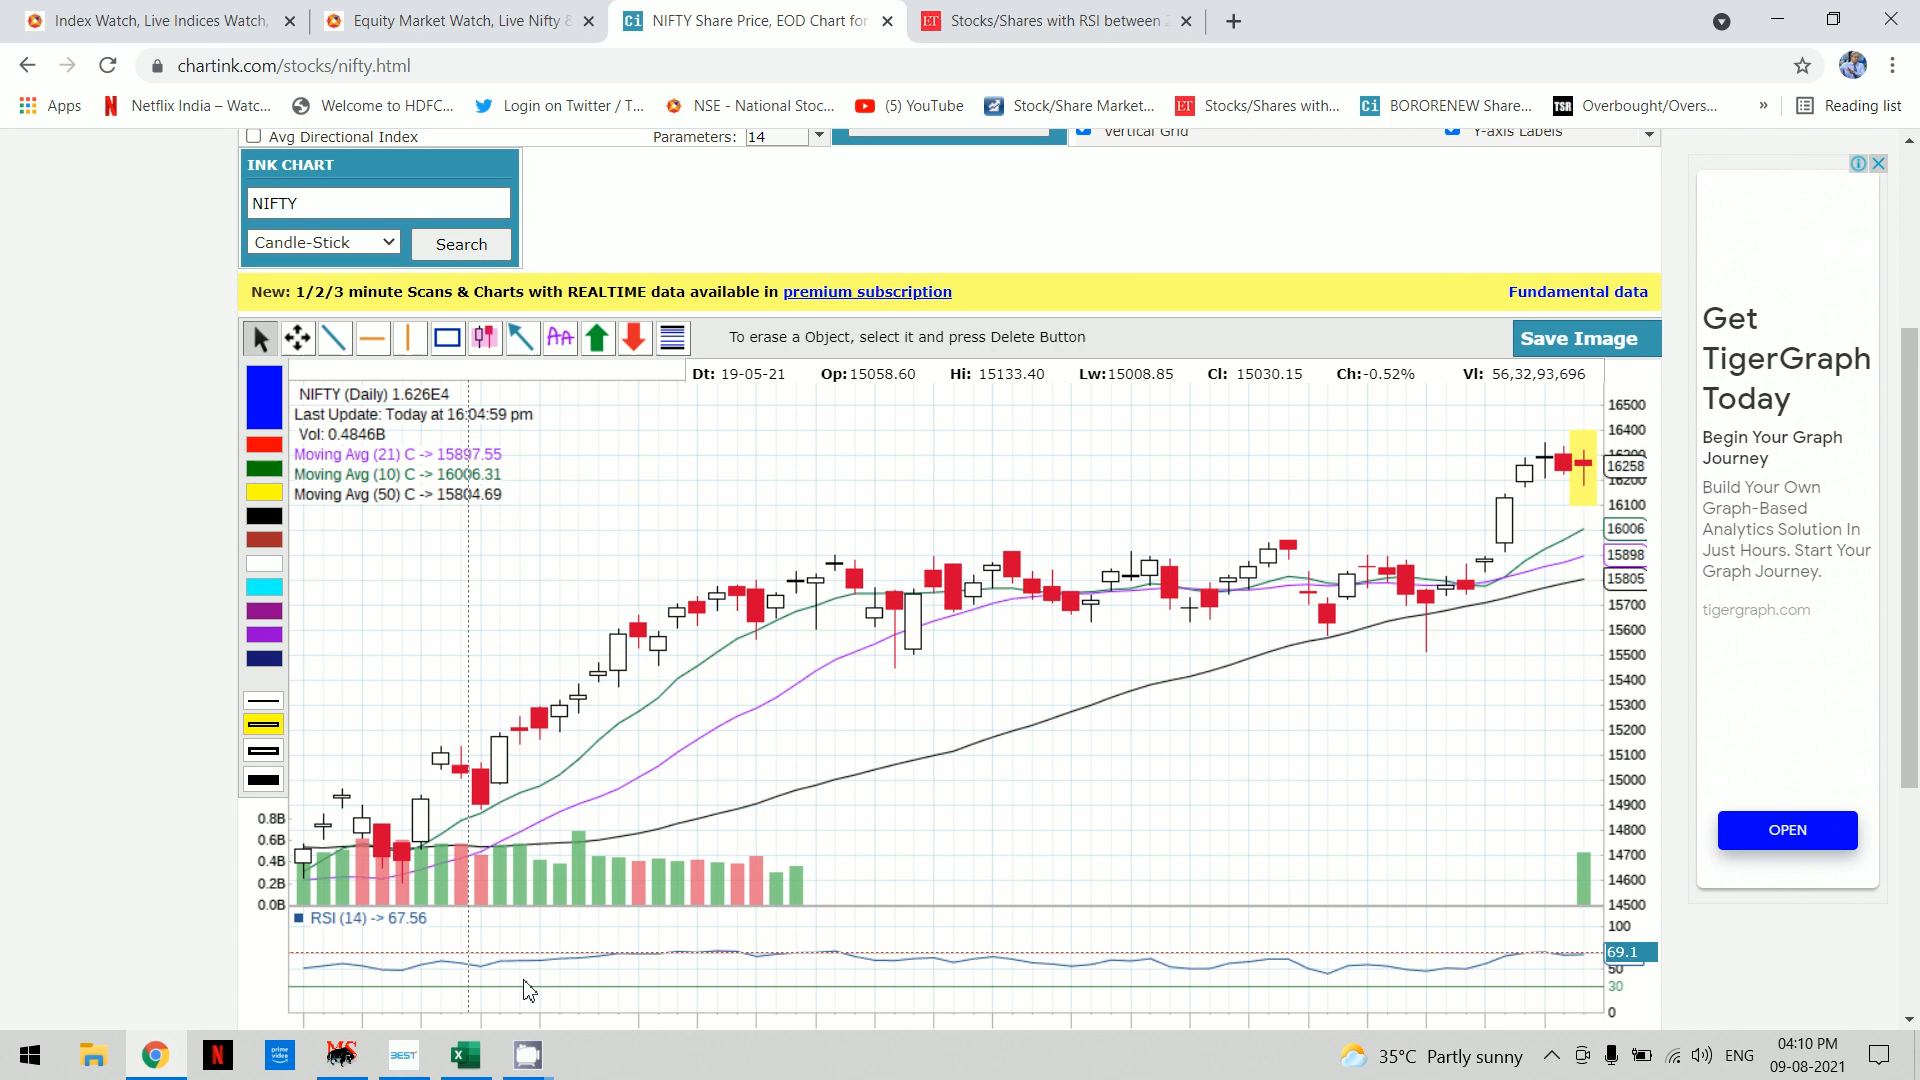 Index Watch, Live Indices Watch,
Equity Market Watch, Live Nifty &
NIFTY Share Price, EOD Chart for
Stocks/Shares with RSI between 2
chartink.com/stocks/nifty.html
Apps
Netflix India – Watc...
Welcome to HDFC...
Login on Twitter / T...
NSE - National Stoc...
(5) YouTube
Stock/Share Market...
Stocks/Shares with...
BORORENEW Share...
Overbought/Overs...
» Reading list
Avg Directional Index
Parameters: 14
Vertical Grid
Y-axis Labels
INK CHART
NIFTY
Candle-Stick
Search
New: 1/2/3 minute Scans & Charts with REALTIME data available in premium subscription
Fundamental data
To erase a Object, select it and press Delete Button
Save Image
Dt: 19-05-21 Op:15058.60 Hi: 15133.40 Lw:15008.85 Cl: 15030.15 Ch:-0.52% Vl: 56,32,93,696
NIFTY (Daily) 1.626E4
Last Update: Today at 16:04:59 pm
Vol: 0.4846B
Moving Avg (21) C -> 15897.55
Moving Avg (10) C -> 16006.31
Moving Avg (50) C -> 15804.69
16500
16400
16258
16200
16100
16006
15898
15805
15700
15600
15500
15400
15300
15200
15100
15000
14900
14800
14700
14600
14500
0.8B
0.6B
0.4B
0.2B
0.0B
RSI (14) -> 67.56
100
69.1
50
30
0
Get
TigerGraph
Today
Begin Your Graph
Journey
Build Your Own
Graph-Based
Analytics Solution In
Just Hours. Start Your
Graph Journey.
tigergraph.com
OPEN
35°C Partly sunny
ENG
04:10 PM
09-08-2021